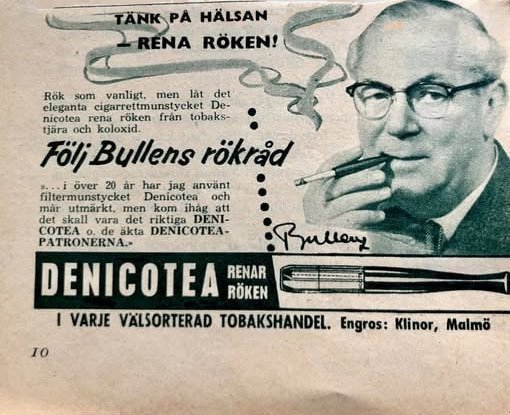 TÄNK PÅ HÄLSAN
— RENA RÖKEN!
Rök som vanligt, men låt det
eleganta cigarrettmunstycket De-
nicotea rena röken från tobaks-
tjära och koloxid.
Följ Bullens rökråd
»... i över 20 år har jag använt
filtermunstycket Denicotea och
mår utmärkt, men kom ihåg att
det skall vara det riktiga DENI-
COTEA o. de äkta DENICOTEA-
PATRONERNA.»
Bullen
DENICOTEA RENAR
RÖKEN
I VARJE VÄLSORTERAD TOBAKSHANDEL. Engros: Klinor, Malmö
10